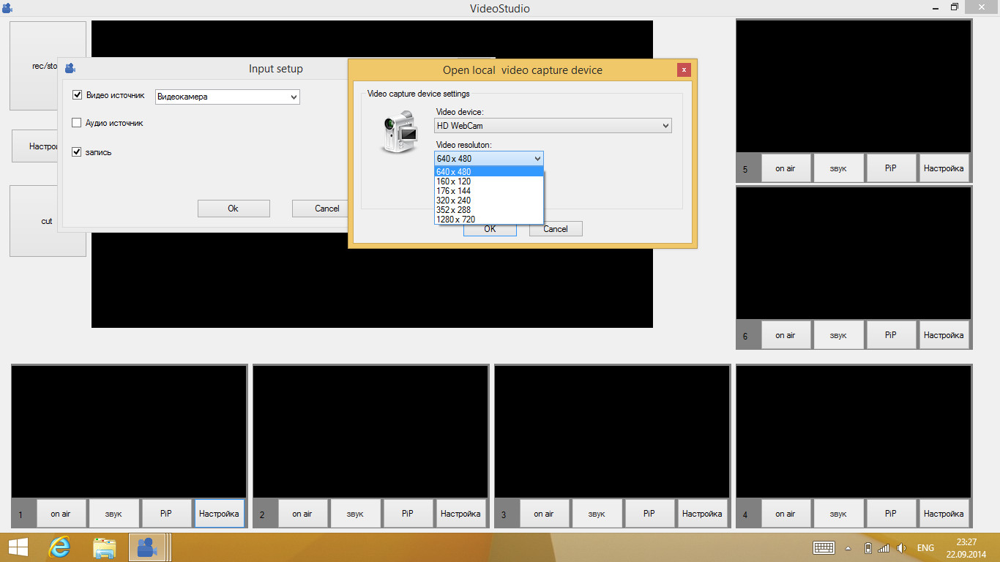 VideoStudio
rec/sto
Настрой
cut
Input setup
Видео источник
Видеокамера
Аудио источник
запись
Ok
Cancel
Open local video capture device
Video capture device settings
Video device:
HD WebCam
Video resoluton:
640 x 480
640 x 480
160 x 120
176 x 144
320 x 240
352 x 288
1280 x 720
OK
Cancel
5 on air звук PiP Настройка
6 on air звук PiP Настройка
1 on air звук PiP Настройка
2 on air звук PiP Настройка
3 on air звук PiP Настройка
4 on air звук PiP Настройка
ENG
23:27
22.09.2014